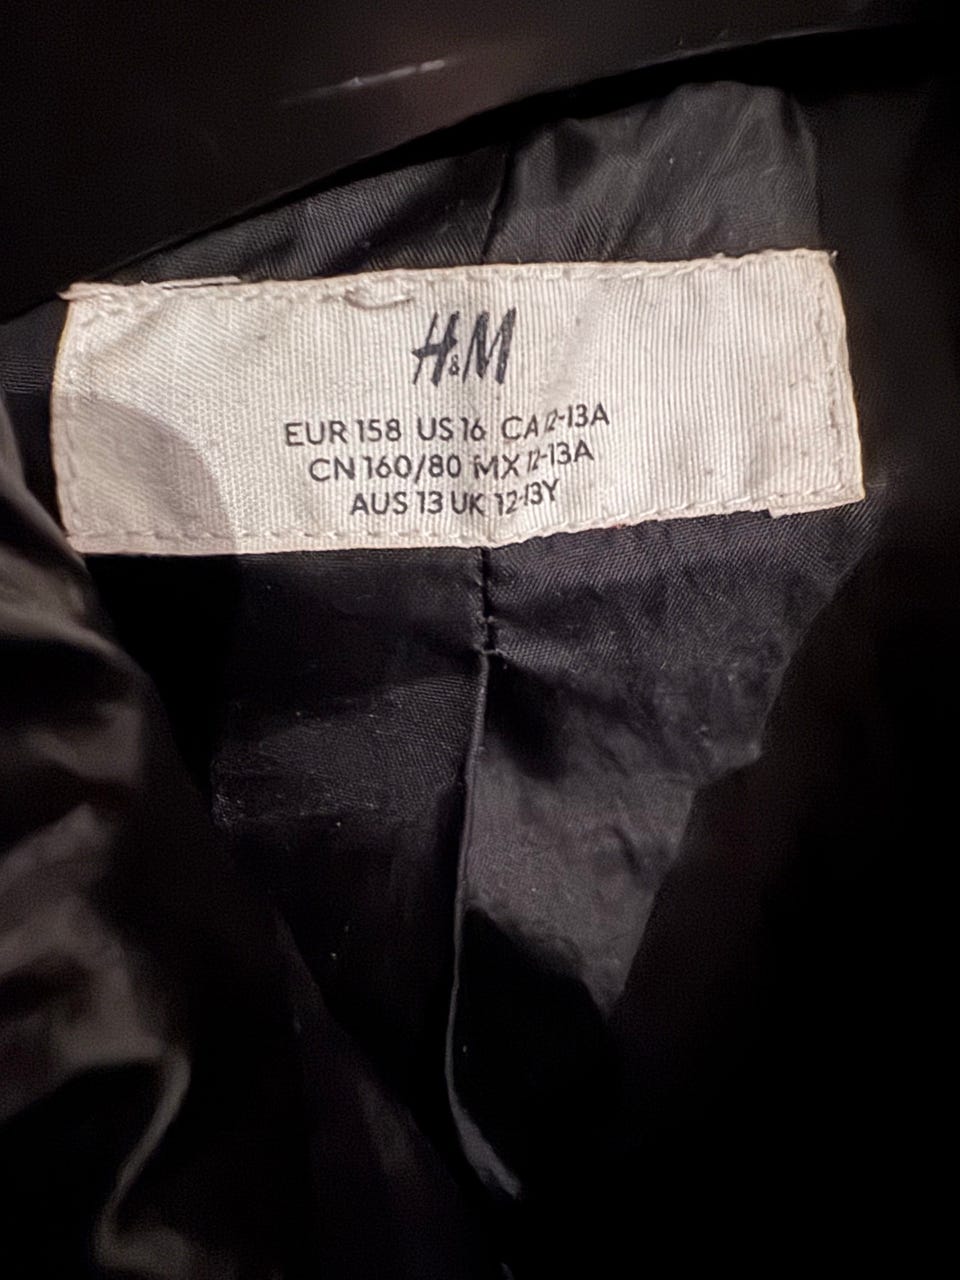 H&M
EUR 158 US 16 CA 12-13A
CN 160/80 MX 12-13A
AUS 13 UK 12-13Y